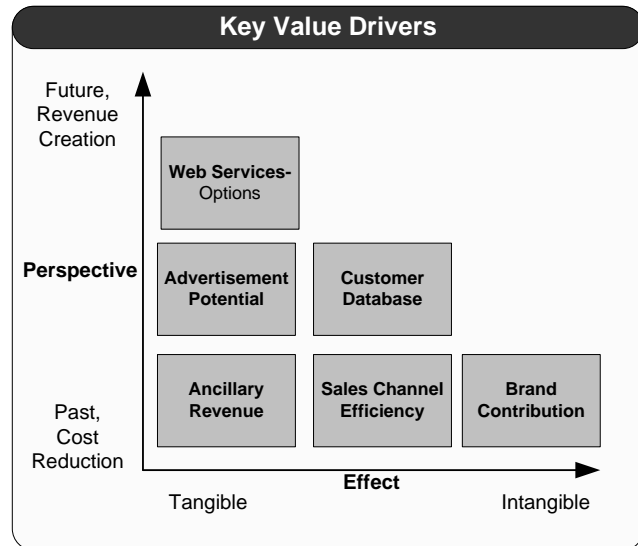 Key Value Drivers
Future,
Revenue
Creation
Web Services-
Options
Perspective
Advertisement
Potential
Customer
Database
Ancillary
Revenue
Sales Channel
Efficiency
Brand
Contribution
Past,
Cost
Reduction
Effect
Tangible
Intangible